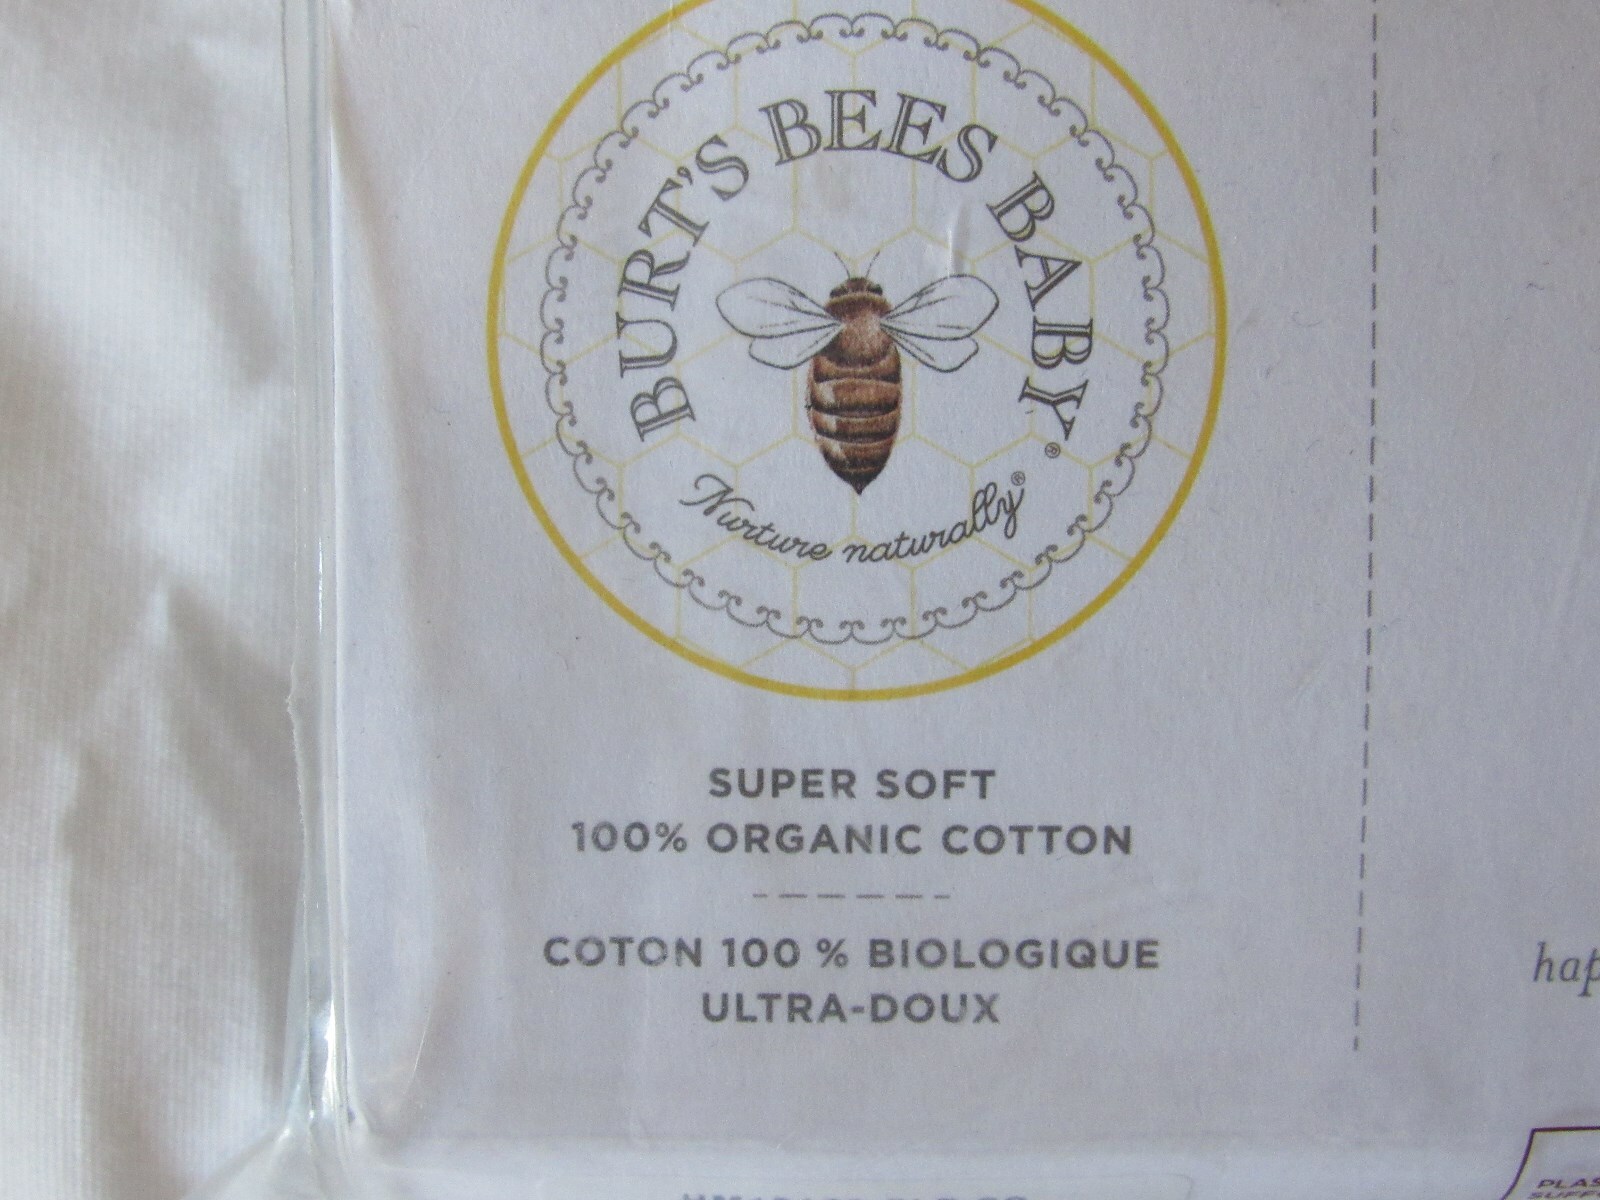 BURT'S BEES BABY®
Nurture naturally®
SUPER SOFT
100% ORGANIC COTTON
COTON 100 % BIOLOGIQUE
ULTRA-DOUX